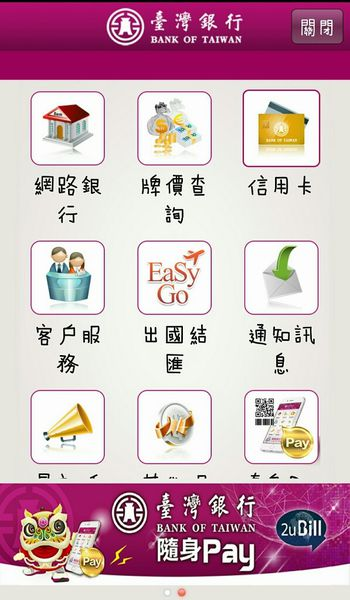 臺灣銀行
BANK OF TAIWAN
關閉
BANK OF TAIWAN
網路銀行
牌價查詢
信用卡
EaSy
Go
客戶服務
出國結匯
通知訊息
Pay
臺灣銀行
BANK OF TAIWAN
隨身Pay
2uBill
Pay